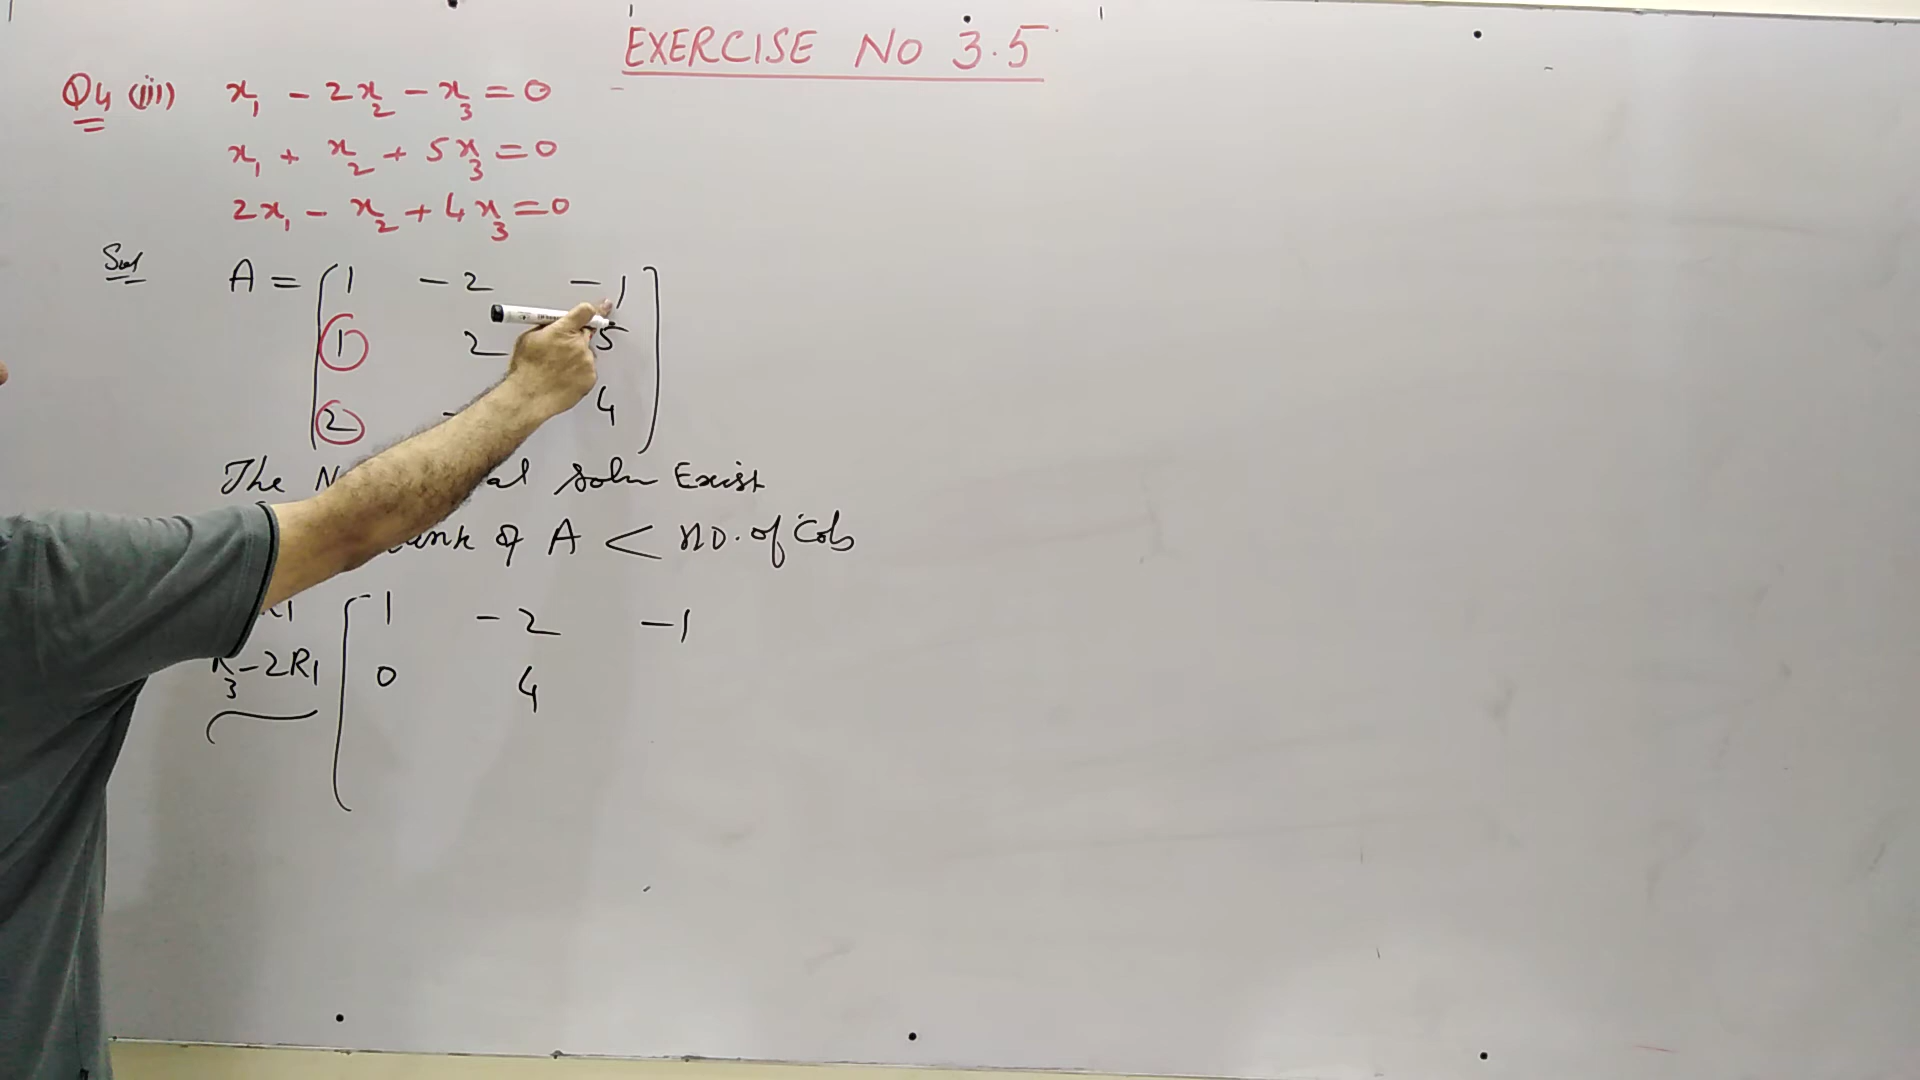 EXERCISE NO 3.5
Q4 (iii) x₁ - 2x₂ - x₃ = 0
x₁ + x₂ + 5x₃ = 0
2x₁ - x₂ + 4x₃ = 0
Sol A = 1 -2 -1
1 2 5
2 - 4
The al Soln Exist
of A < no. of Cols
R1 1 -2 -1
R₃-2R1 0 4